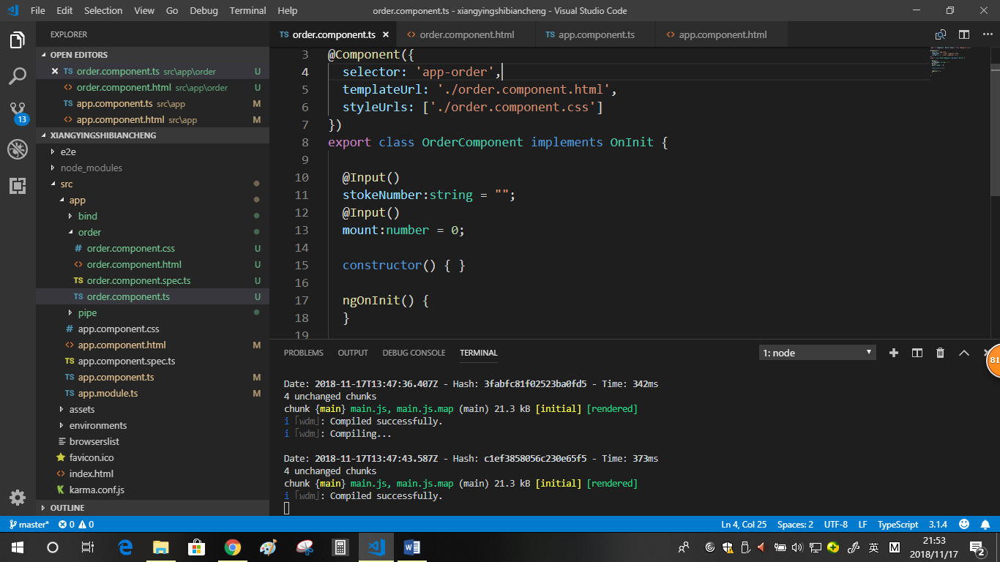 File Edit Selection View Go Debug Terminal Help
order.component.ts - xiangyingshibiancheng - Visual Studio Code
EXPLORER
OPEN EDITORS
TS order.component.ts src\app\order U
order.component.html src\app\order U
TS app.component.ts src\app M
app.component.html src\app M
XIANGYINGSHIBIANCHENG
e2e
node_modules
src
app
bind
order
# order.component.css U
order.component.html U
TS order.component.spec.ts U
TS order.component.ts U
pipe
# app.component.css
app.component.html M
TS app.component.spec.ts
TS app.component.ts M
TS app.module.ts M
assets
environments
browserslist
favicon.ico
index.html
karma.conf.js
OUTLINE
13
TS order.component.ts
order.component.html
TS app.component.ts
app.component.html
3 @Component({
4 selector: 'app-order',
5 templateUrl: './order.component.html',
6 styleUrls: ['./order.component.css']
7 })
8 export class OrderComponent implements OnInit {
9
10 @Input()
11 stokeNumber:string = "";
12 @Input()
13 mount:number = 0;
14
15 constructor() { }
16
17 ngOnInit() {
18 }
19
PROBLEMS OUTPUT DEBUG CONSOLE TERMINAL
1: node
81
Date: 2018-11-17T13:47:36.407Z - Hash: 3fabfc81f02523ba0fd5 - Time: 342ms
4 unchanged chunks
chunk {main} main.js, main.js.map (main) 21.3 kB [initial] [rendered]
i ｢wdm｣: Compiled successfully.
i ｢wdm｣: Compiling...
Date: 2018-11-17T13:47:43.587Z - Hash: c1ef3858056c230e65f5 - Time: 373ms
4 unchanged chunks
chunk {main} main.js, main.js.map (main) 21.3 kB [initial] [rendered]
i ｢wdm｣: Compiled successfully.
master* 0 0
Ln 4, Col 25 Spaces: 2 UTF-8 LF TypeScript 3.1.4
英 M
21:53
2018/11/17
2